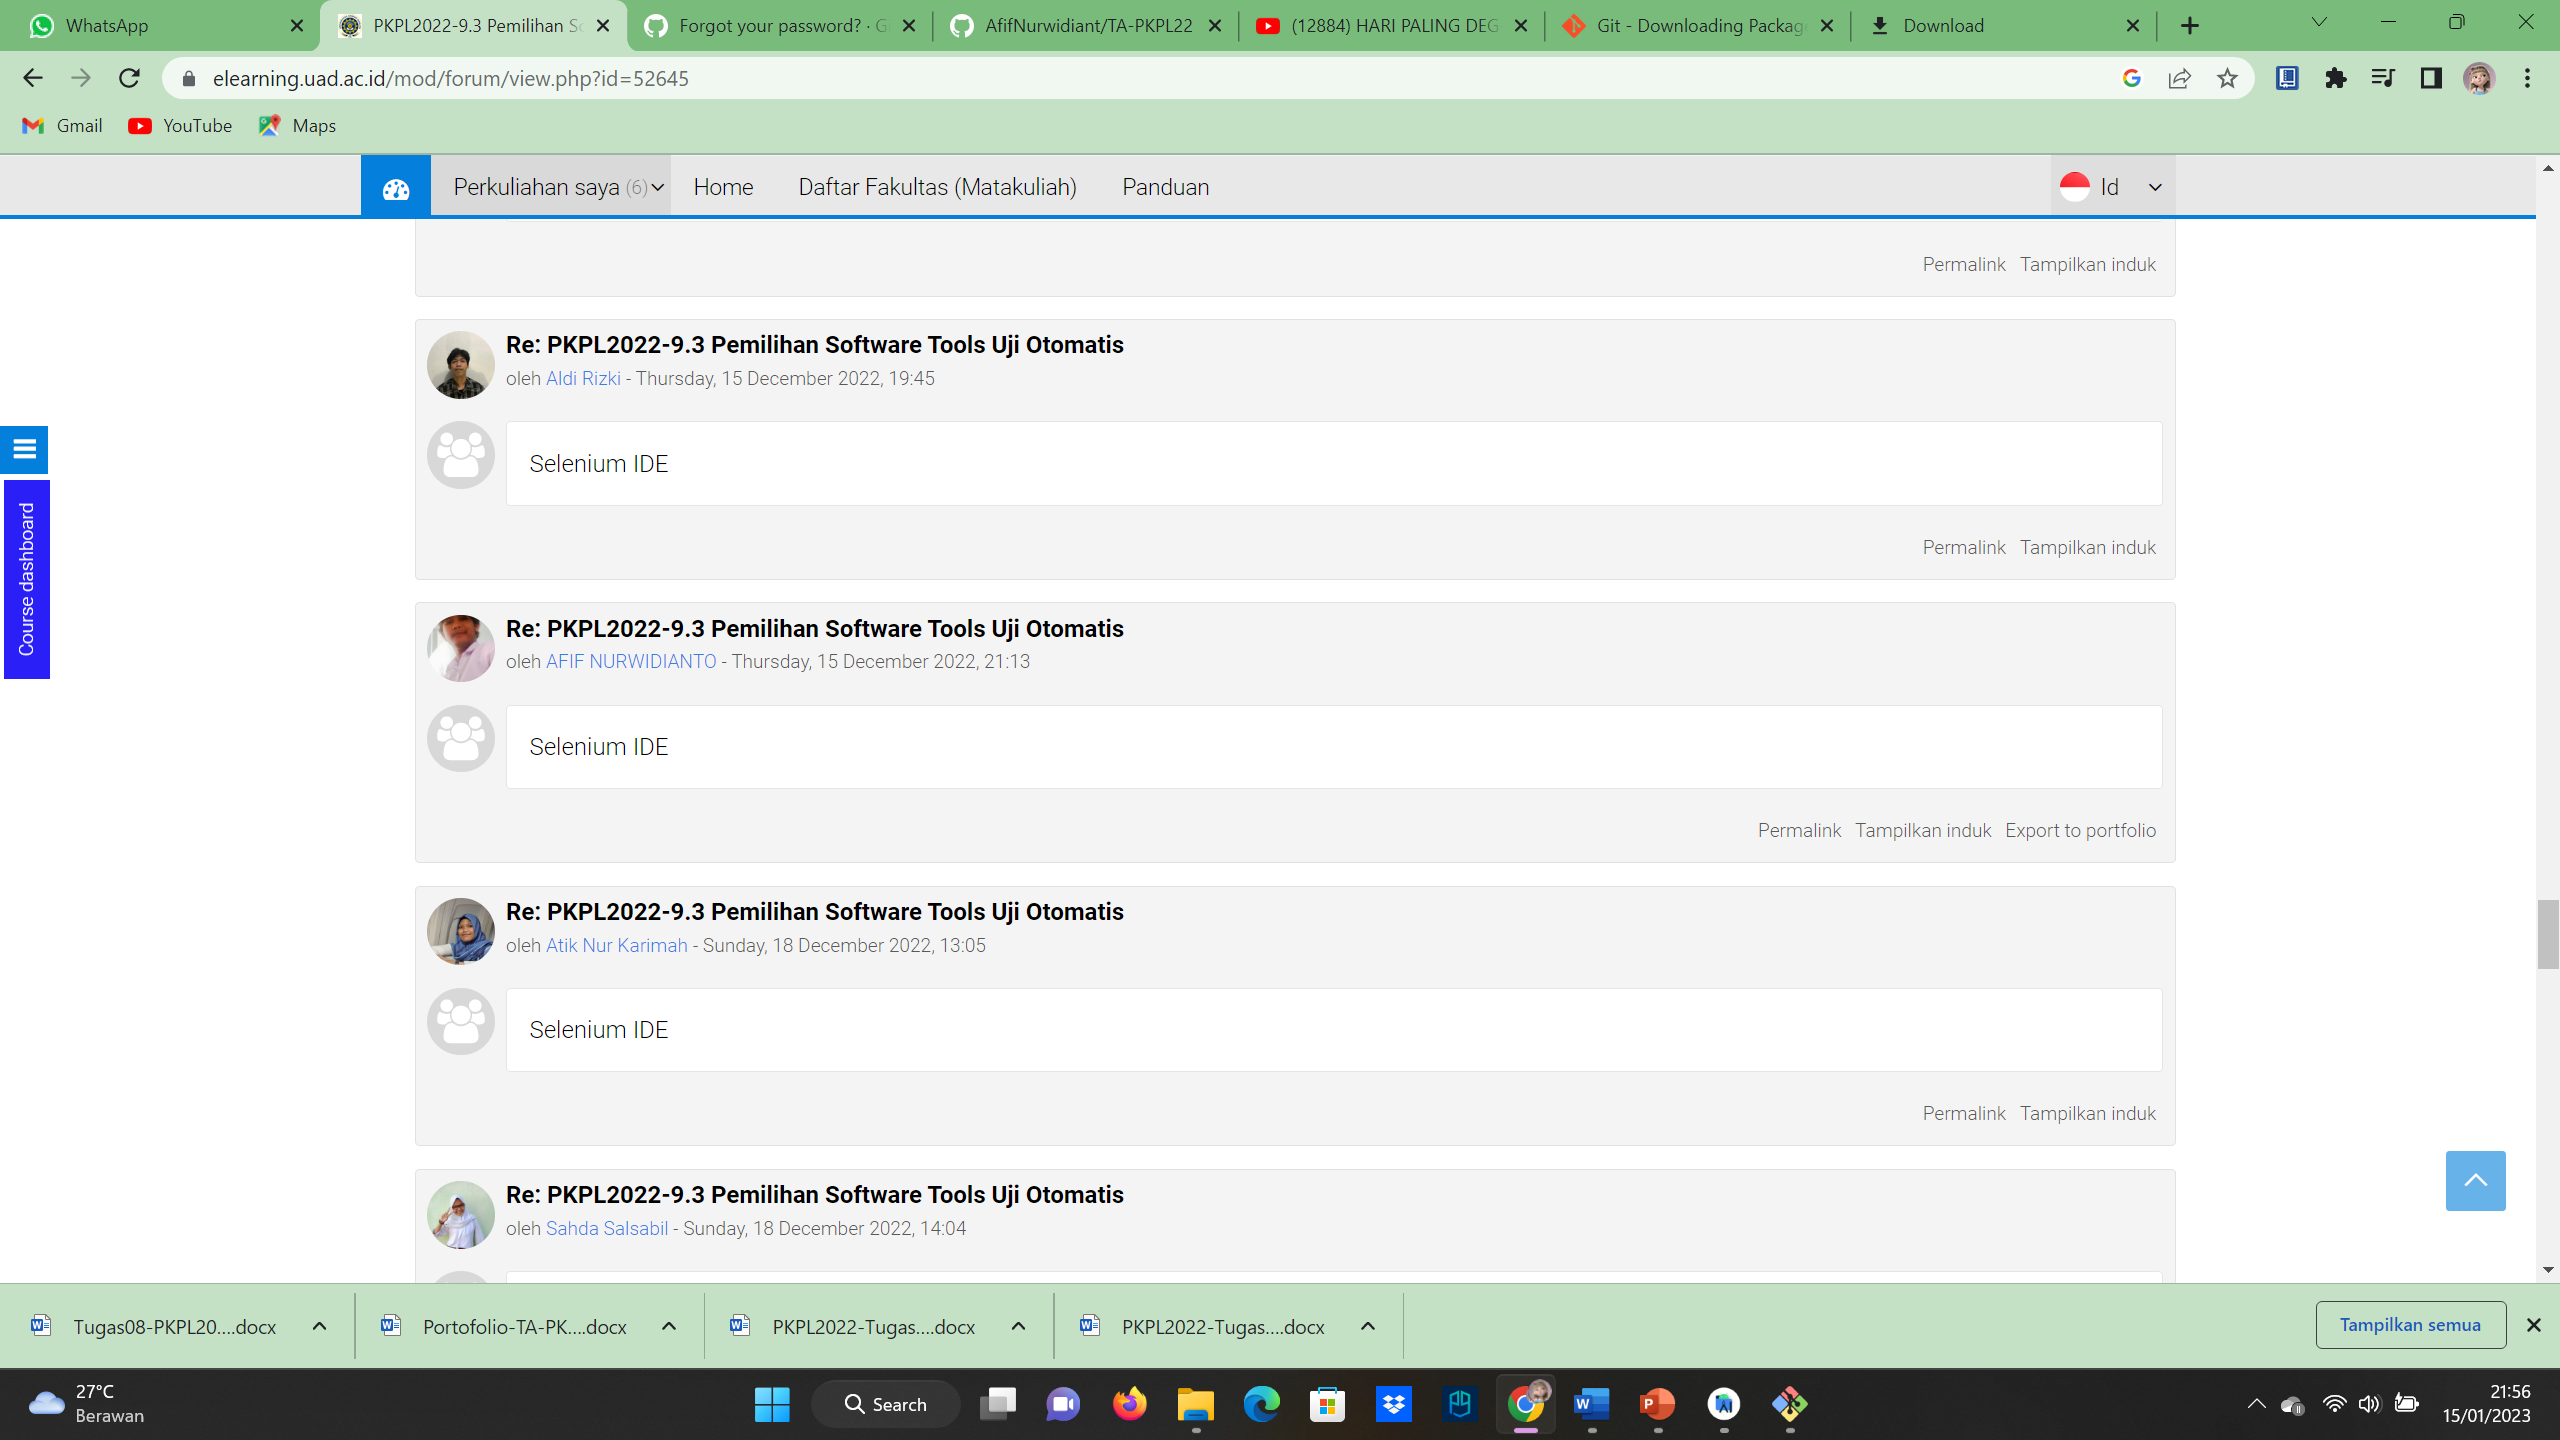 WhatsApp
PKPL2022-9.3 Pemilihan So
Forgot your password? · G
AfifNurwidiant/TA-PKPL22
(12884) HARI PALING DEG
Git - Downloading Package
Download
elearning.uad.ac.id/mod/forum/view.php?id=52645
Gmail
YouTube
Maps
Perkuliahan saya (6)
Home
Daftar Fakultas (Matakuliah)
Panduan
Id
Permalink Tampilkan induk
Re: PKPL2022-9.3 Pemilihan Software Tools Uji Otomatis
oleh Aldi Rizki - Thursday, 15 December 2022, 19:45
Selenium IDE
Permalink Tampilkan induk
Course dashboard
Re: PKPL2022-9.3 Pemilihan Software Tools Uji Otomatis
oleh AFIF NURWIDIANTO - Thursday, 15 December 2022, 21:13
Selenium IDE
Permalink Tampilkan induk Export to portfolio
Re: PKPL2022-9.3 Pemilihan Software Tools Uji Otomatis
oleh Atik Nur Karimah - Sunday, 18 December 2022, 13:05
Selenium IDE
Permalink Tampilkan induk
Re: PKPL2022-9.3 Pemilihan Software Tools Uji Otomatis
oleh Sahda Salsabil - Sunday, 18 December 2022, 14:04
Tugas08-PKPL20....docx
Portofolio-TA-PK....docx
PKPL2022-Tugas....docx
PKPL2022-Tugas....docx
Tampilkan semua
27°C
Berawan
Search
21:56
15/01/2023